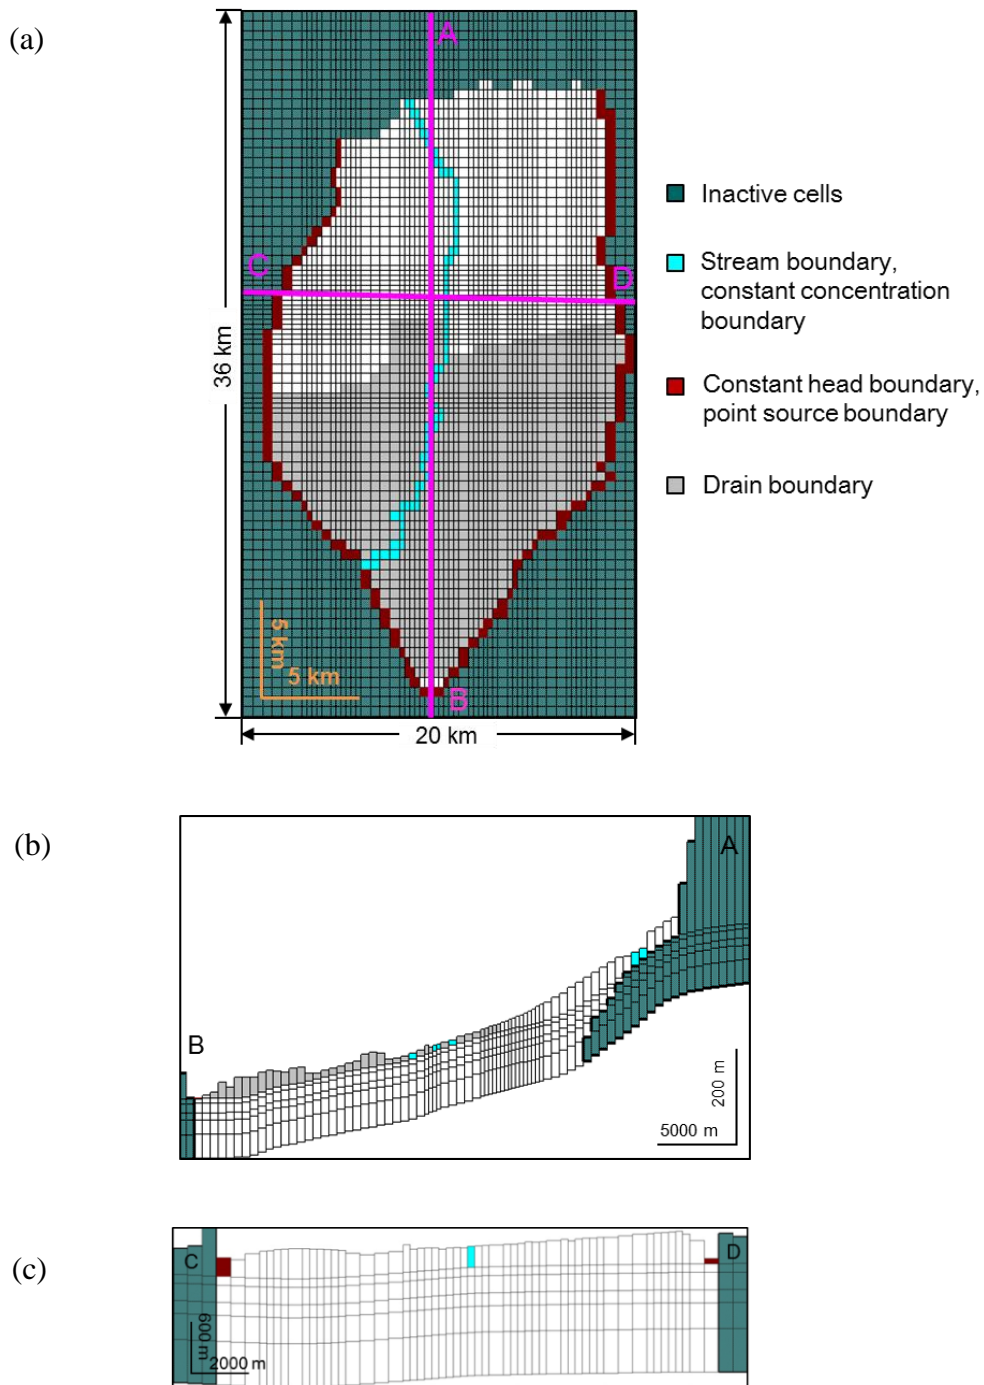 (a)
A
C
D
B
36 km
20 km
5 km
5 km
Inactive cells
Stream boundary,
constant concentration
boundary
Constant head boundary,
point source boundary
Drain boundary
(b)
A
B
200 m
5000 m
(c)
C
D
600 m
2000 m